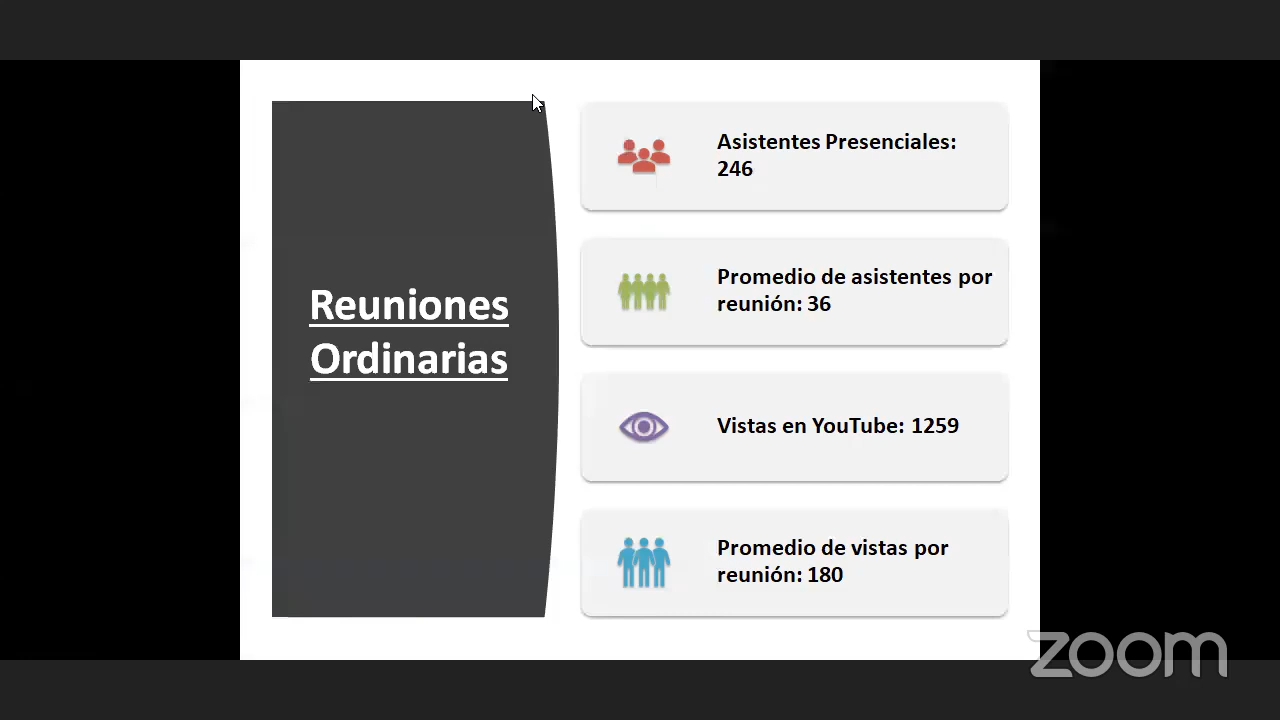 Reuniones
Ordinarias
Asistentes Presenciales:
246
Promedio de asistentes por
reunión: 36
Vistas en YouTube: 1259
Promedio de vistas por
reunión: 180
zoom